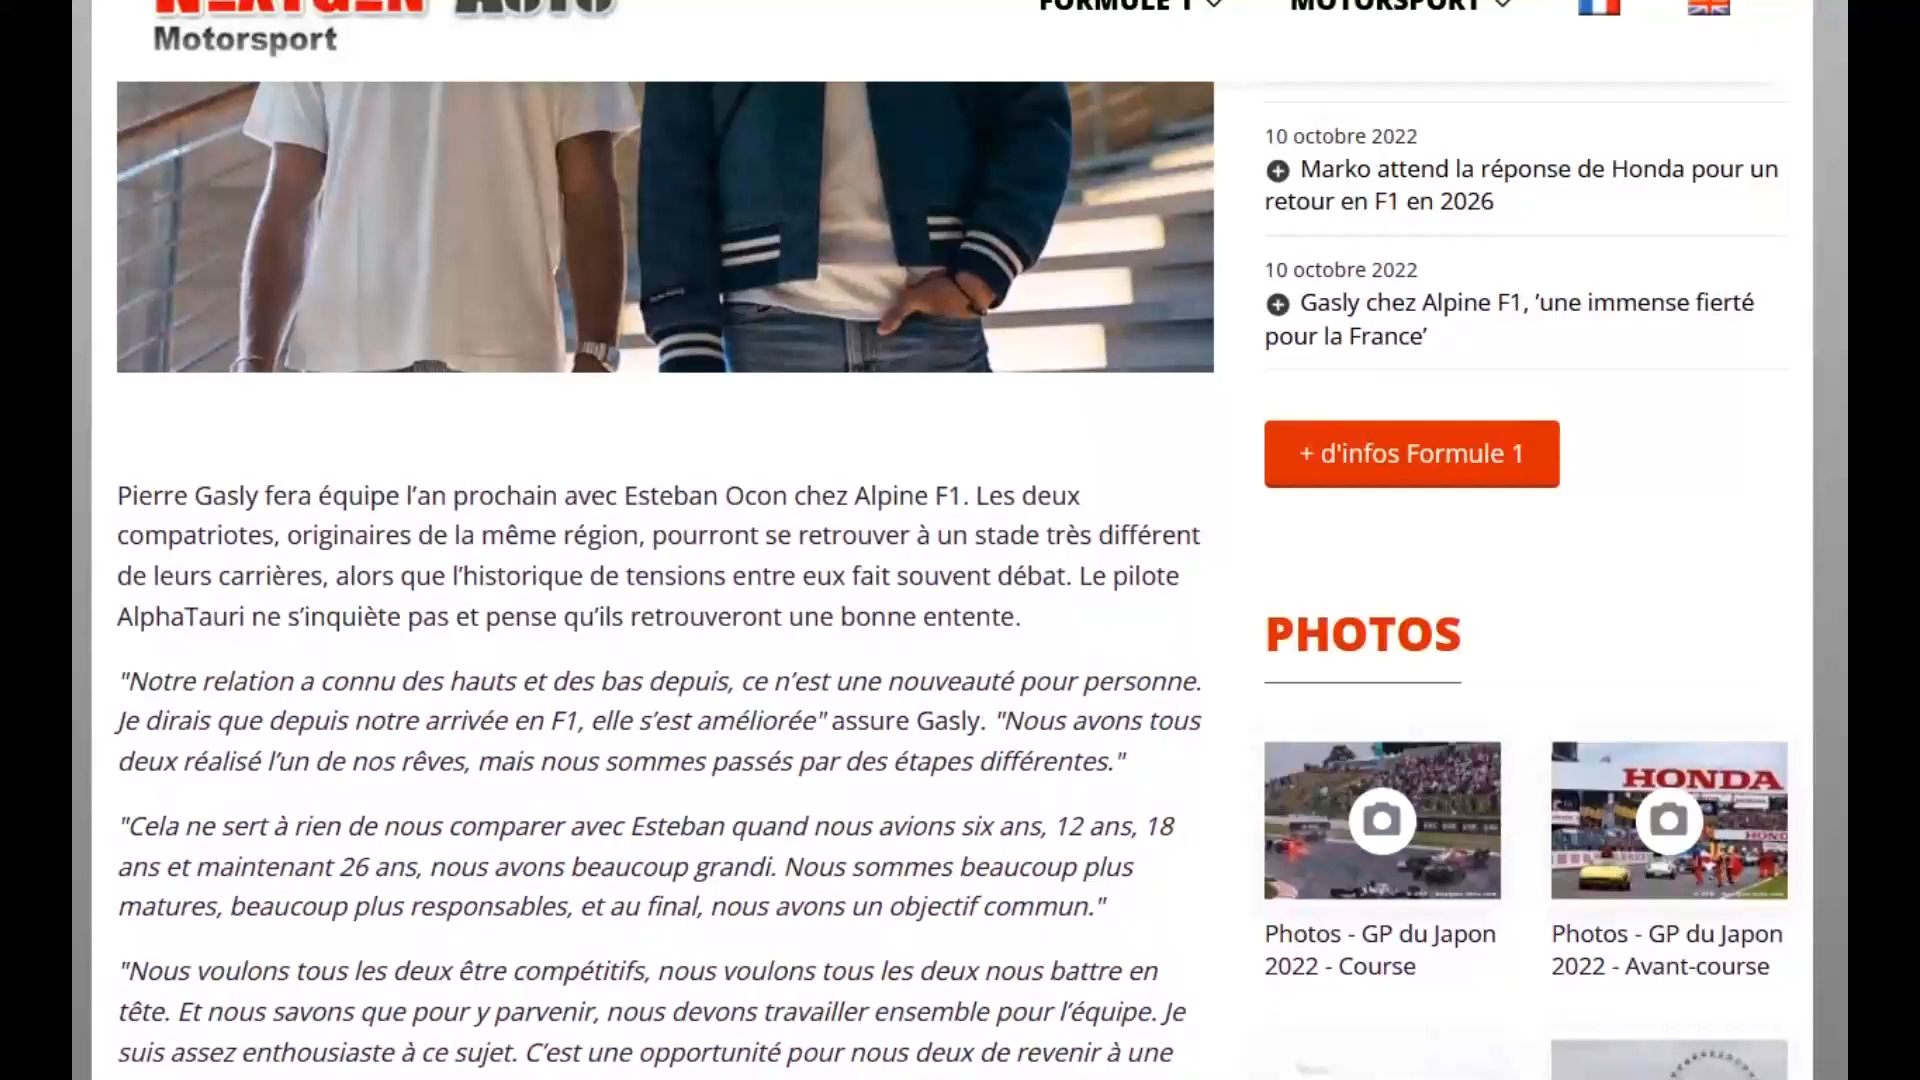 NEXTGEN AUTO
Motorsport
FORMULE 1
MOTORSPORT
10 octobre 2022
Marko attend la réponse de Honda pour un
retour en F1 en 2026
10 octobre 2022
Gasly chez Alpine F1, ’une immense fierté
pour la France’
+ d'infos Formule 1
Pierre Gasly fera équipe l’an prochain avec Esteban Ocon chez Alpine F1. Les deux
compatriotes, originaires de la même région, pourront se retrouver à un stade très différent
de leurs carrières, alors que l’historique de tensions entre eux fait souvent débat. Le pilote
AlphaTauri ne s’inquiète pas et pense qu’ils retrouveront une bonne entente.
"Notre relation a connu des hauts et des bas depuis, ce n’est une nouveauté pour personne.
Je dirais que depuis notre arrivée en F1, elle s’est améliorée" assure Gasly. "Nous avons tous
deux réalisé l’un de nos rêves, mais nous sommes passés par des étapes différentes."
"Cela ne sert à rien de nous comparer avec Esteban quand nous avions six ans, 12 ans, 18
ans et maintenant 26 ans, nous avons beaucoup grandi. Nous sommes beaucoup plus
matures, beaucoup plus responsables, et au final, nous avons un objectif commun."
"Nous voulons tous les deux être compétitifs, nous voulons tous les deux nous battre en
tête. Et nous savons que pour y parvenir, nous devons travailler ensemble pour l’équipe. Je
suis assez enthousiaste à ce sujet. C’est une opportunité pour nous deux de revenir à une
PHOTOS
HONDA
Photos - GP du Japon
2022 - Course
Photos - GP du Japon
2022 - Avant-course